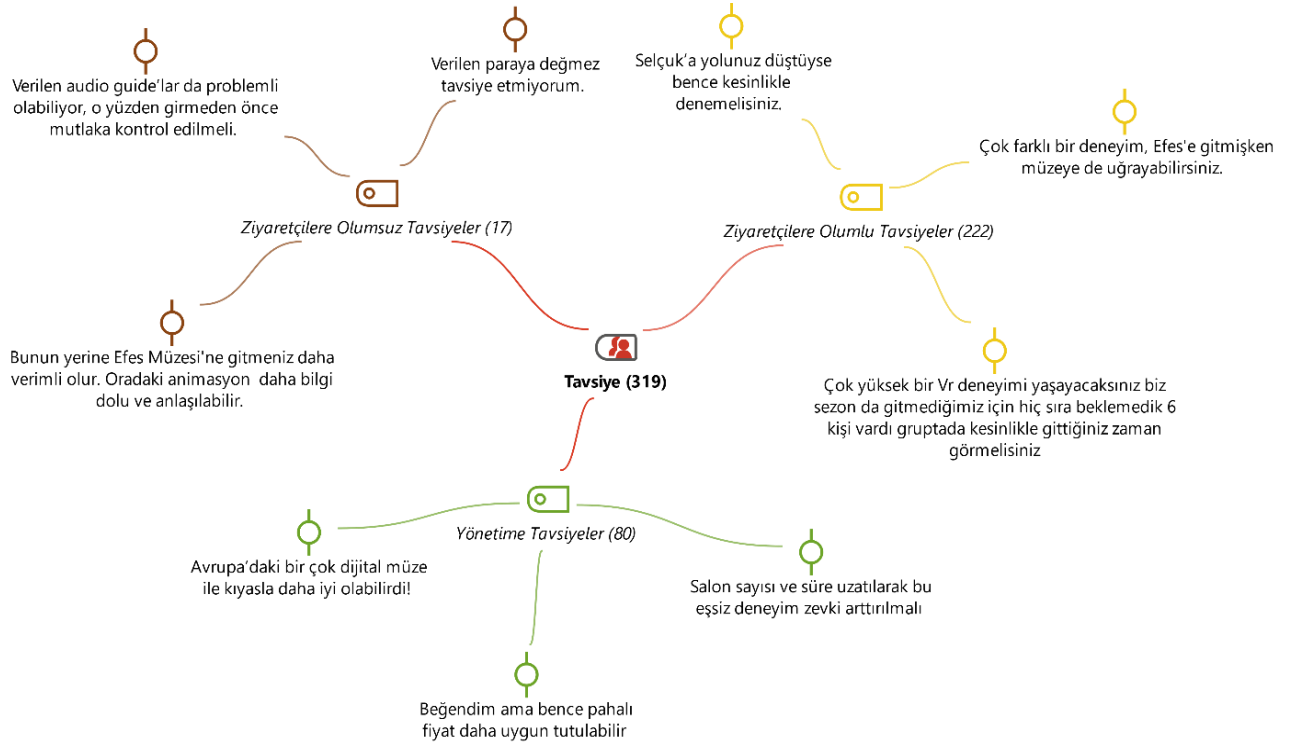 Verilen audio guide’lar da problemli
olabiliyor, o yüzden girmeden önce
mutlaka kontrol edilmeli.
Verilen paraya değmez
tavsiye etmiyorum.
Selçuk’a yolunuz düştüyse
bence kesinlikle
denemelisiniz.
Çok farklı bir deneyim, Efes'e gitmişken
müzeye de uğrayabilirsiniz.
Ziyaretçilere Olumsuz Tavsiyeler (17)
Ziyaretçilere Olumlu Tavsiyeler (222)
Bunun yerine Efes Müzesi'ne gitmeniz daha
verimli olur. Oradaki animasyon  daha bilgi
dolu ve anlaşılabilir.
Tavsiye (319)
Çok yüksek bir Vr deneyimi yaşayacaksınız biz
sezon da gitmediğimiz için hiç sıra beklemedik 6
kişi vardı gruptada kesinlikle gittiğiniz zaman
görmelisiniz
Yönetime Tavsiyeler (80)
Avrupa’daki bir çok dijital müze
ile kıyasla daha iyi olabilirdi!
Salon sayısı ve süre uzatılarak bu
eşsiz deneyim zevki arttırılmalı
Beğendim ama bence pahalı
fiyat daha uygun tutulabilir